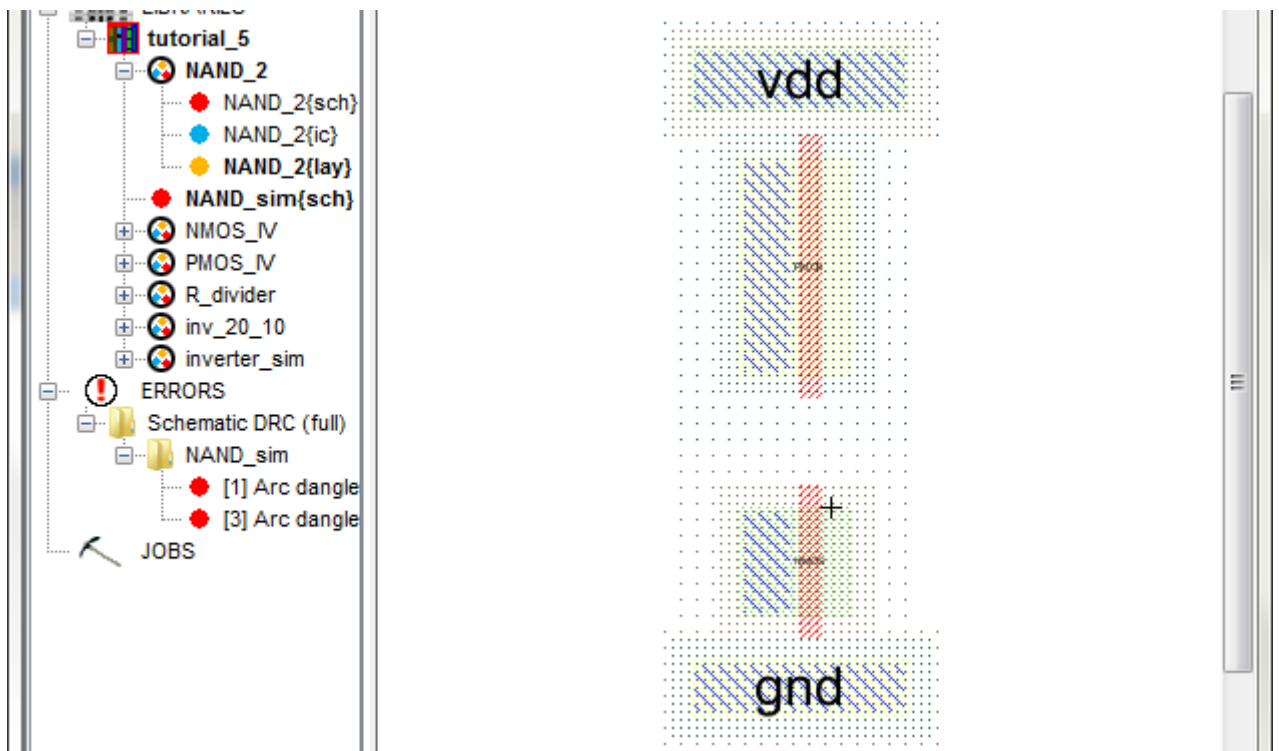 LIBRARIES
tutorial_5
NAND_2
NAND_2{sch}
NAND_2{ic}
NAND_2{lay}
NAND_sim{sch}
NMOS_IV
PMOS_IV
R_divider
inv_20_10
inverter_sim
ERRORS
Schematic DRC (full)
NAND_sim
[1] Arc dangle
[3] Arc dangle
JOBS
vdd
gnd